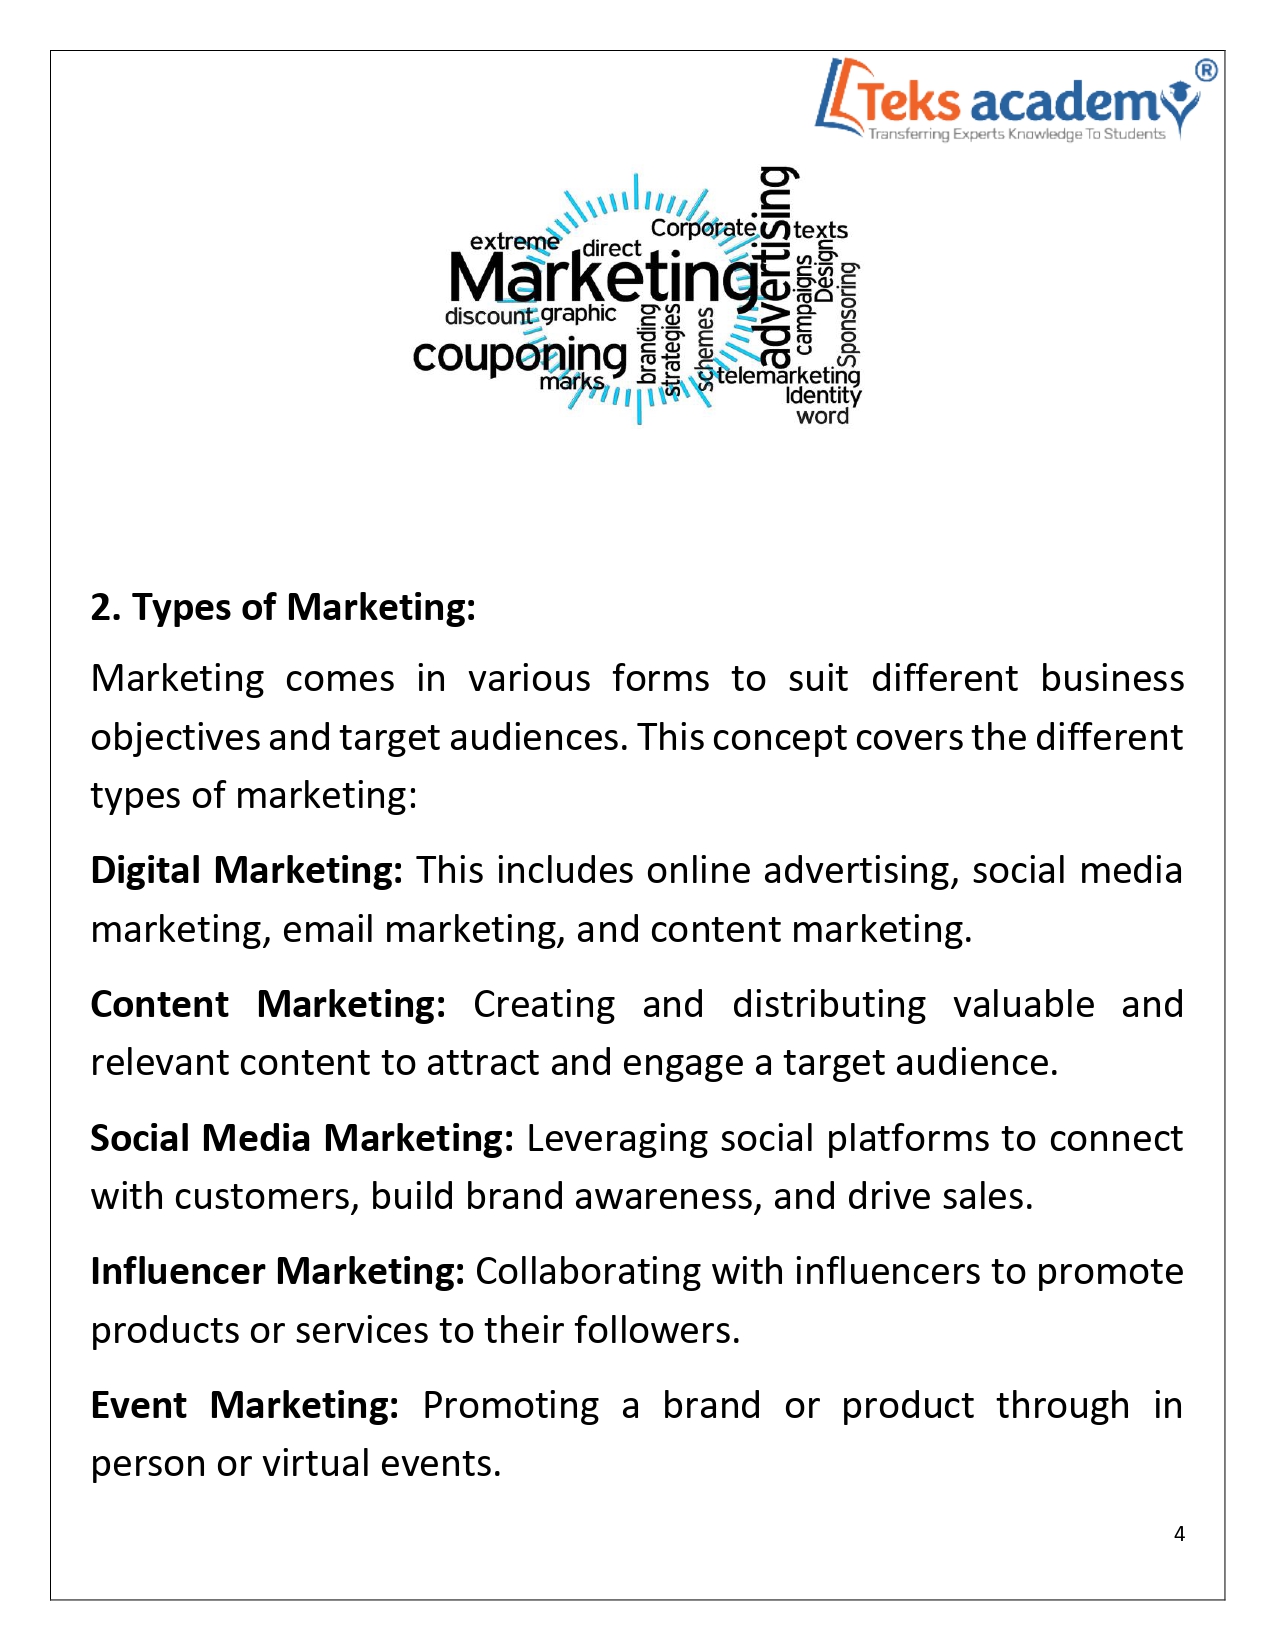 Teks academy ®
Transferring Experts Knowledge To Students
advertising
Corporate
texts
extreme
direct
Marketing
campaigns
Design
Sponsoring
discount
graphic
branding
strategies
schemes
couponing
marks
telemarketing
Identity
word
2. Types of Marketing:
Marketing comes in various forms to suit different business
objectives and target audiences. This concept covers the different
types of marketing:
Digital Marketing: This includes online advertising, social media
marketing, email marketing, and content marketing.
Content Marketing: Creating and distributing valuable and
relevant content to attract and engage a target audience.
Social Media Marketing: Leveraging social platforms to connect
with customers, build brand awareness, and drive sales.
Influencer Marketing: Collaborating with influencers to promote
products or services to their followers.
Event Marketing: Promoting a brand or product through in
person or virtual events.
4